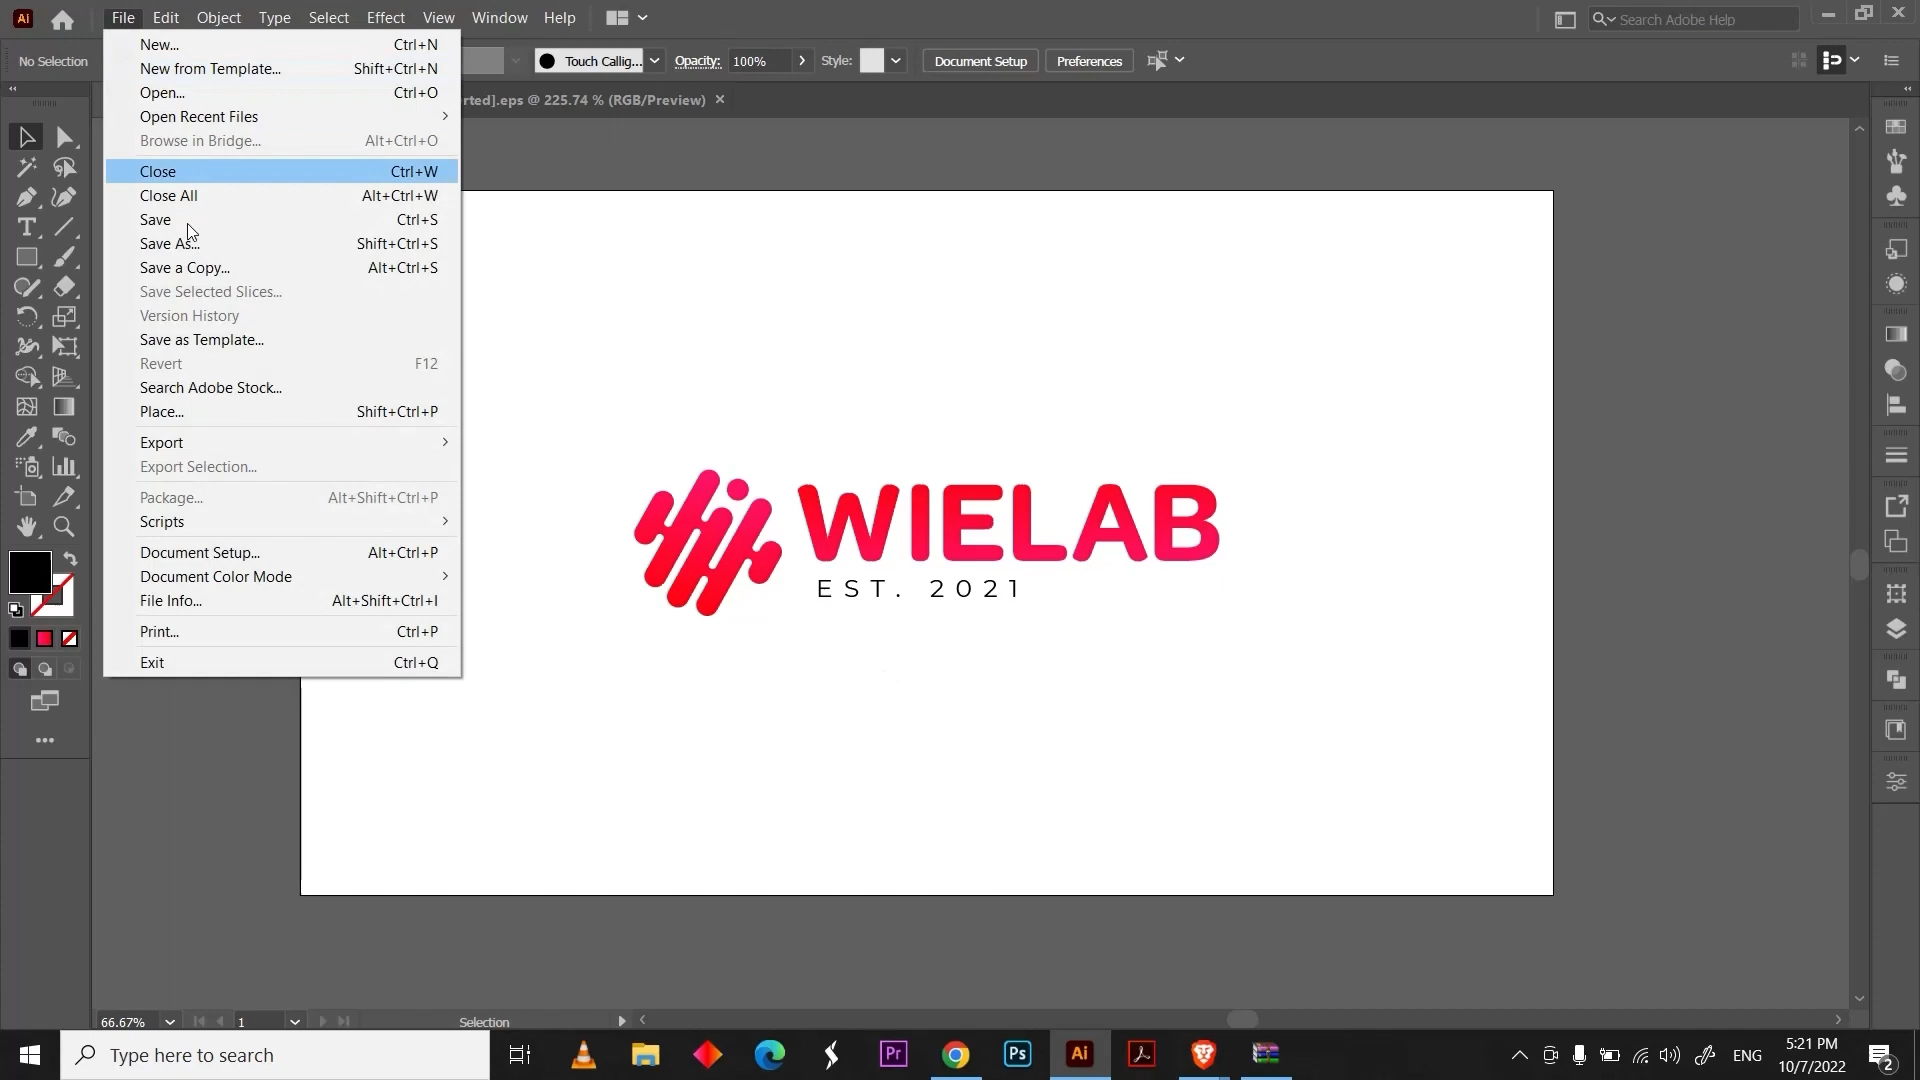 Ai File Edit Object Type Select Effect View Window Help Search Adobe Help
No Selection Touch Callig... Opacity: 100% Style: Document Setup Preferences
rted].eps @ 225.74 % (RGB/Preview)
New... Ctrl+N
New from Template... Shift+Ctrl+N
Open... Ctrl+O
Open Recent Files
Browse in Bridge... Alt+Ctrl+O
Close Ctrl+W
Close All Alt+Ctrl+W
Save Ctrl+S
Save As... Shift+Ctrl+S
Save a Copy... Alt+Ctrl+S
Save Selected Slices...
Version History
Save as Template...
Revert F12
Search Adobe Stock...
Place... Shift+Ctrl+P
Export
Export Selection...
Package... Alt+Shift+Ctrl+P
Scripts
Document Setup... Alt+Ctrl+P
Document Color Mode
File Info... Alt+Shift+Ctrl+I
Print... Ctrl+P
Exit Ctrl+Q
WIELAB
EST. 2021
66.67% 1 Selection
Type here to search Pr Ps Ai ENG 5:21 PM
10/7/2022 2